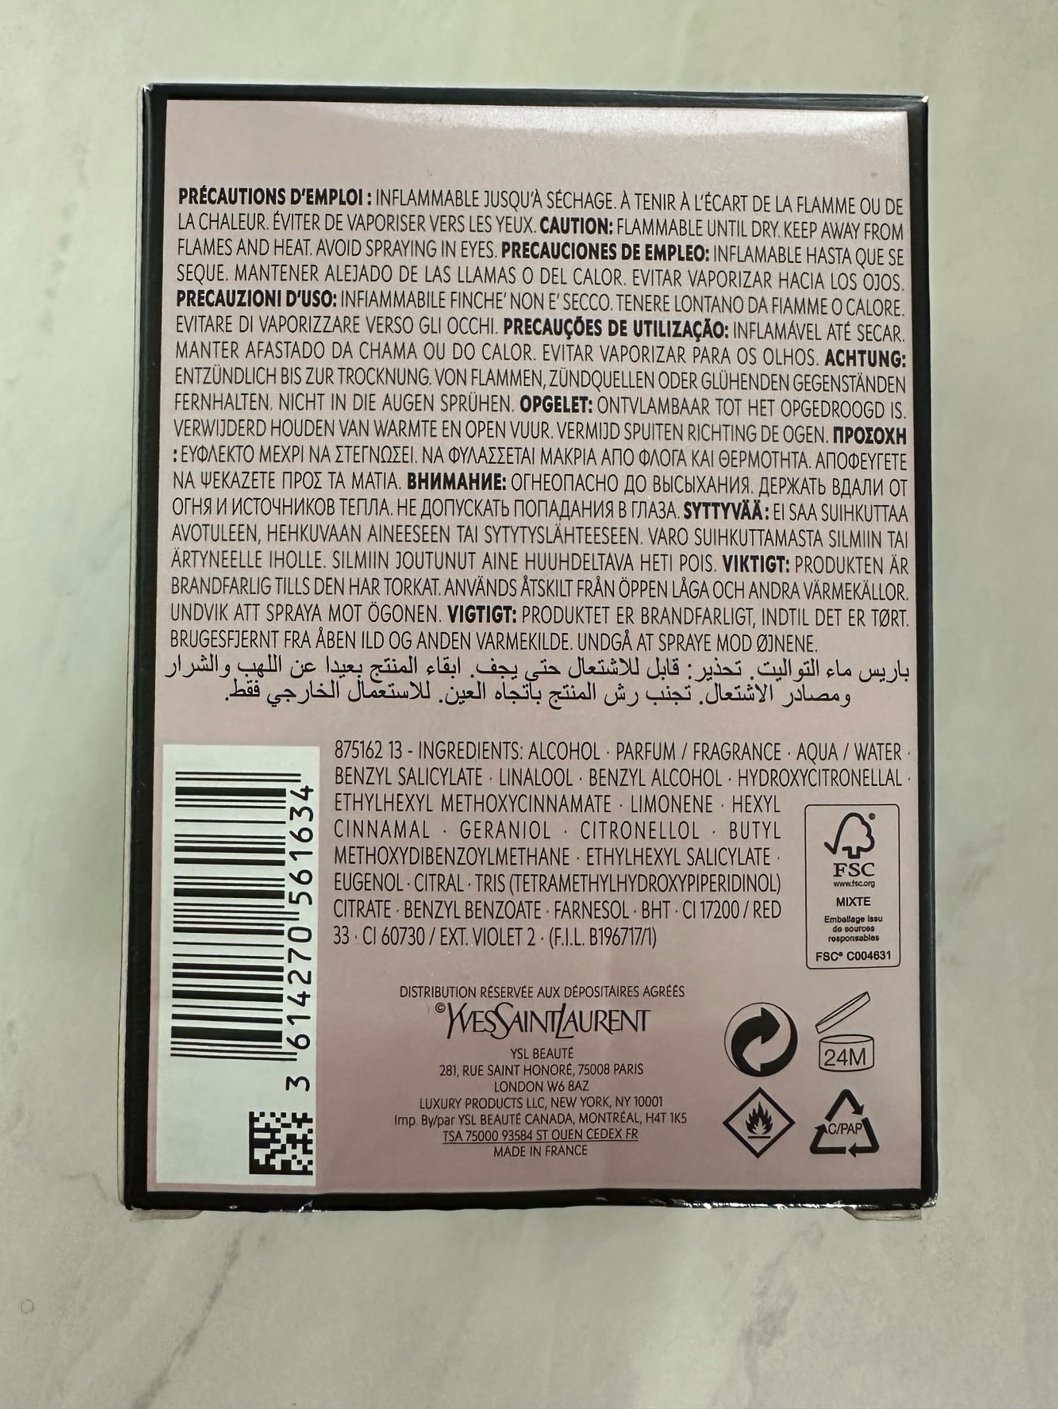 PRÉCAUTIONS D'EMPLOI : INFLAMMABLE JUSQU'À SÉCHAGE. À TENIR À L'ÉCART DE LA FLAMME OU DE
LA CHALEUR. ÉVITER DE VAPORISER VERS LES YEUX. CAUTION: FLAMMABLE UNTIL DRY. KEEP AWAY FROM
FLAMES AND HEAT. AVOID SPRAYING IN EYES. PRECAUCIONES DE EMPLEO: INFLAMABLE HASTA QUE SE
SEQUE. MANTENER ALEJADO DE LAS LLAMAS O DEL CALOR. EVITAR VAPORIZAR HACIA LOS OJOS.
PRECAUZIONI D'USO: INFIAMMABILE FINCHE' NON E' SECCO. TENERE LONTANO DA FIAMME O CALORE.
EVITARE DI VAPORIZZARE VERSO GLI OCCHI. PRECAUÇÕES DE UTILIZAÇÃO: INFLAMÁVEL ATÉ SECAR.
MANTER AFASTADO DA CHAMA OU DO CALOR. EVITAR VAPORIZAR PARA OS OLHOS. ACHTUNG:
ENTZÜNDLICH BIS ZUR TROCKNUNG. VON FLAMMEN, ZÜNDQUELLEN ODER GLÜHENDEN GEGENSTÄNDEN
FERNHALTEN. NICHT IN DIE AUGEN SPRÜHEN. OPGELET: ONTVLAMBAAR TOT HET OPGEDROOGD IS.
VERWIJDERD HOUDEN VAN WARMTE EN OPEN VUUR. VERMIJD SPUITEN RICHTING DE OGEN. ΠΡΟΣΟΧΗ
: ΕΥΦΛΕΚΤΟ ΜΕΧΡΙ ΝΑ ΣΤΕΓΝΩΣΕΙ. ΝΑ ΦΥΛΑΣΣΕΤΑΙ ΜΑΚΡΙΑ ΑΠΟ ΦΛΟΓΑ ΚΑΙ ΘΕΡΜΟΤΗΤΑ. ΑΠΟΦΕΥΓΕΤΕ
ΝΑ ΨΕΚΑΖΕΤΕ ΠΡΟΣ ΤΑ ΜΑΤΙΑ. ВНИМАНИЕ: ОГНЕОПАСНО ДО ВЫСЫХАНИЯ. ДЕРЖАТЬ ВДАЛИ ОТ
ОГНЯ И ИСТОЧНИКОВ ТЕПЛА. НЕ ДОПУСКАТЬ ПОПАДАНИЯ В ГЛАЗА. SYTTYVÄÄ: EI SAA SUIHKUTTAA
AVOTULEEN, HEHKUVAAN AINEESEEN TAI SYTYTYSLÄHTEESEEN. VARO SUIHKUTTAMASTA SILMIIN TAI
ÄRTYNEELLE IHOLLE. SILMIIN JOUTUNUT AINE HUUHDELTAVA HETI POIS. VIKTIGT: PRODUKTEN ÄR
BRANDFARLIG TILLS DEN HAR TORKAT. ANVÄNDS ÅTSKILT FRÅN ÖPPEN LÅGA OCH ANDRA VÄRMEKÄLLOR.
UNDVIK ATT SPRAYA MOT ÖGONEN. VIGTIGT: PRODUKTET ER BRANDFARLIGT, INDTIL DET ER TØRT.
BRUGESFJERNT FRA ÅBEN ILD OG ANDEN VARMEKILDE. UNDGÅ AT SPRAYE MOD ØJNENE.
باريس ماء التواليت. تحذير: قابل للاشتعال حتى يجف. ابقاء المنتج بعيدا عن اللهب والشرار
ومصادر الاشتعال. تجنب رش المنتج باتجاه العين. للاستعمال الخارجي فقط.
875162 13 - INGREDIENTS: ALCOHOL · PARFUM / FRAGRANCE · AQUA / WATER ·
BENZYL SALICYLATE · LINALOOL · BENZYL ALCOHOL · HYDROXYCITRONELLAL ·
ETHYLHEXYL METHOXYCINNAMATE · LIMONENE · HEXYL
CINNAMAL · GERANIOL · CITRONELLOL · BUTYL
METHOXYDIBENZOYLMETHANE · ETHYLHEXYL SALICYLATE ·
EUGENOL · CITRAL · TRIS (TETRAMETHYLHYDROXYPIPERIDINOL)
CITRATE · BENZYL BENZOATE · FARNESOL · BHT · CI 17200 / RED
33 · CI 60730 / EXT. VIOLET 2 · (F.I.L. B196717/1)
3 614270 561634
FSC®
www.fsc.org
MIXTE
Emballage issu
de sources
responsables
FSC® C004631
DISTRIBUTION RÉSERVÉE AUX DÉPOSITAIRES AGRÉÉS
©YVESSAINTLAURENT
YSL BEAUTÉ
281, RUE SAINT HONORÉ, 75008 PARIS
LONDON W6 8AZ
LUXURY PRODUCTS LLC, NEW YORK, NY 10001
Imp. By/par YSL BEAUTÉ CANADA, MONTRÉAL, H4T 1K5
TSA 75000 93584 ST OUEN CEDEX FR
MADE IN FRANCE
24M
C/PAP